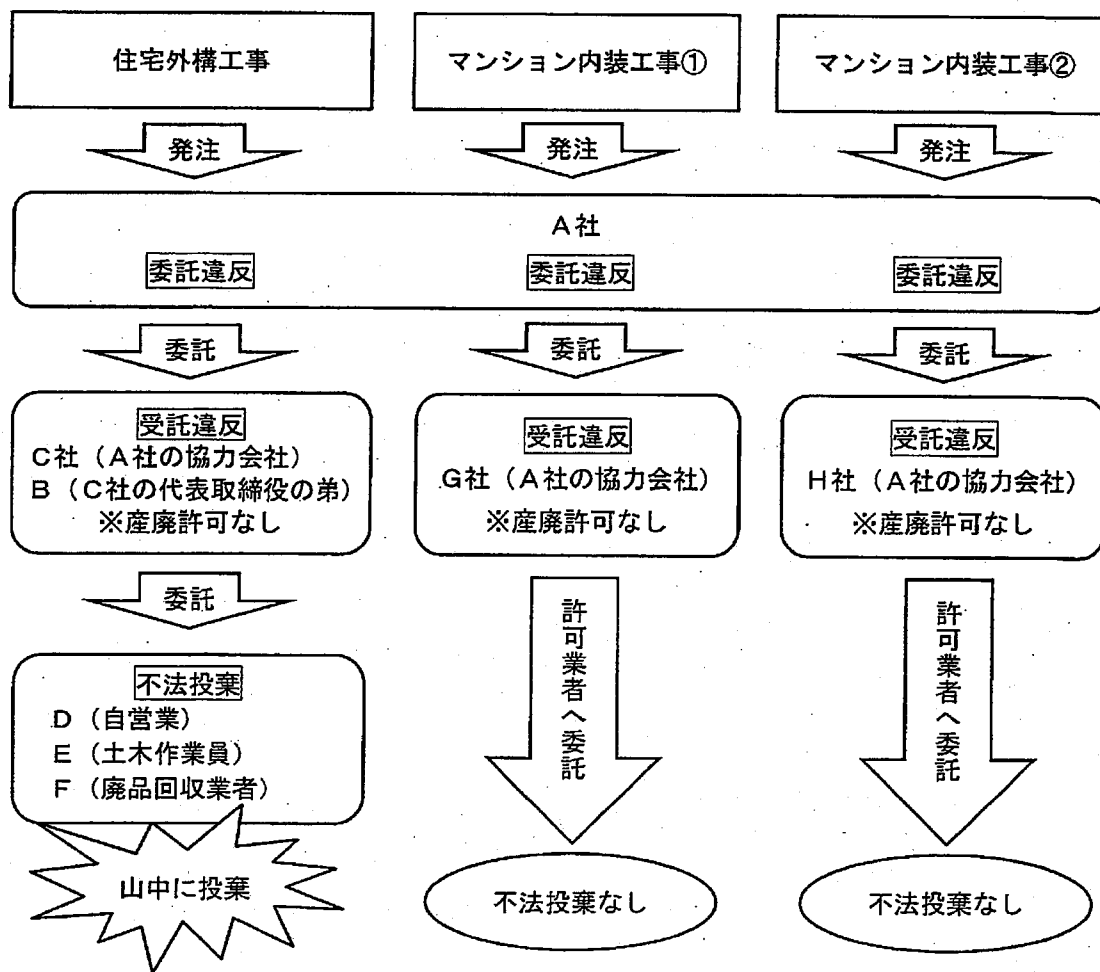 住宅外構工事
マンション内装工事①
マンション内装工事②
発注
発注
発注
A社
委託違反
委託違反
委託違反
委託
委託
委託
受託違反
C社（A社の協力会社）
B（C社の代表取締役の弟）
※産廃許可なし
受託違反
G社（A社の協力会社）
※産廃許可なし
受託違反
H社（A社の協力会社）
※産廃許可なし
委託
許可業者へ委託
許可業者へ委託
不法投棄
D（自営業）
E（土木作業員）
F（廃品回収業者）
山中に投棄
不法投棄なし
不法投棄なし